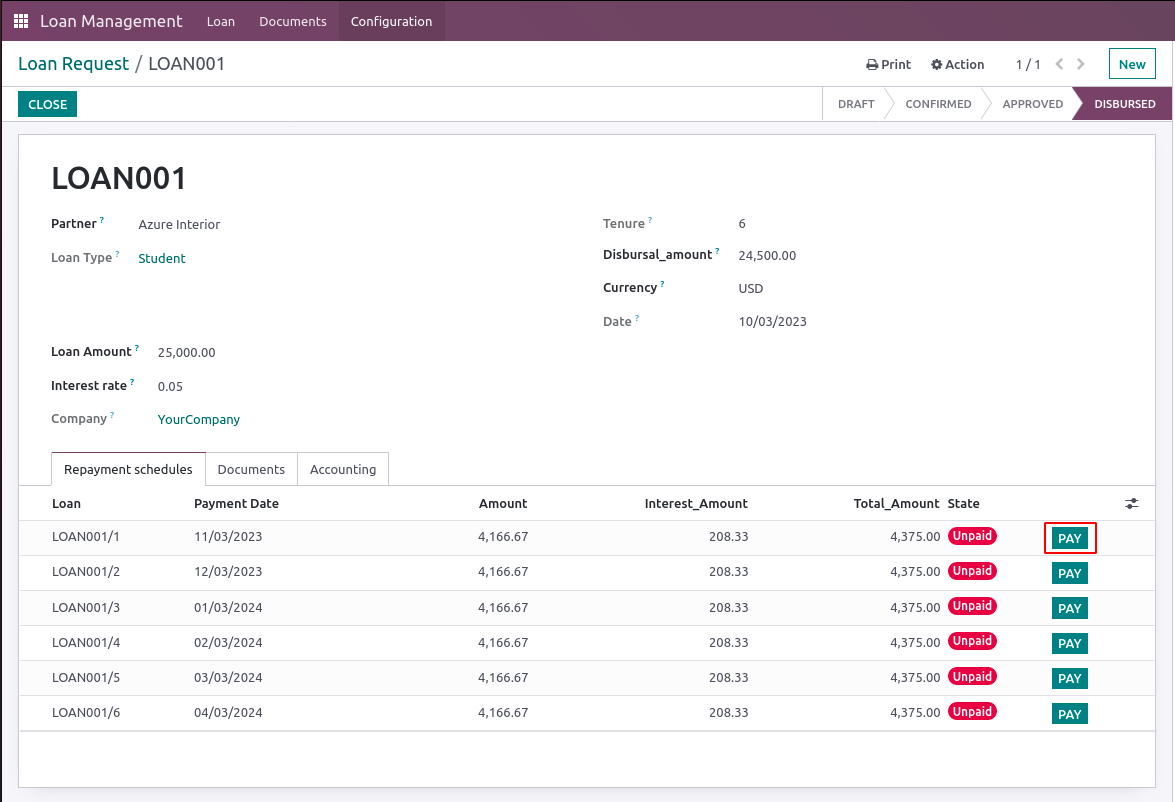 Loan Management Loan Documents Configuration
Loan Request / LOAN001 Print Action 1 / 1 New
CLOSE DRAFT CONFIRMED APPROVED DISBURSED
LOAN001
Partner ? Azure Interior
Loan Type ? Student
Tenure ? 6
Disbursal_amount ? 24,500.00
Currency ? USD
Date ? 10/03/2023
Loan Amount ? 25,000.00
Interest rate ? 0.05
Company ? YourCompany
Repayment schedules Documents Accounting
Loan Payment Date Amount Interest_Amount Total_Amount State
LOAN001/1 11/03/2023 4,166.67 208.33 4,375.00 Unpaid PAY
LOAN001/2 12/03/2023 4,166.67 208.33 4,375.00 Unpaid PAY
LOAN001/3 01/03/2024 4,166.67 208.33 4,375.00 Unpaid PAY
LOAN001/4 02/03/2024 4,166.67 208.33 4,375.00 Unpaid PAY
LOAN001/5 03/03/2024 4,166.67 208.33 4,375.00 Unpaid PAY
LOAN001/6 04/03/2024 4,166.67 208.33 4,375.00 Unpaid PAY